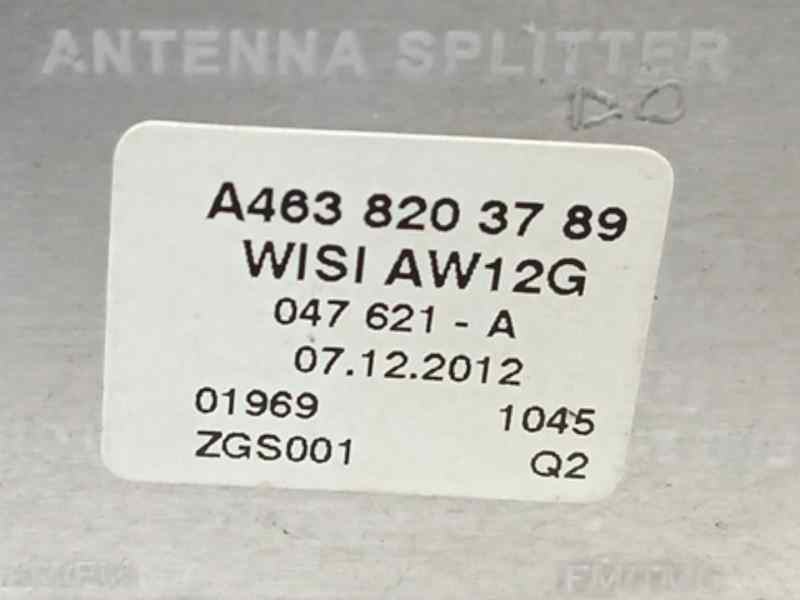 ANTENNA SPLITTER
A463 820 37 89
WISI AW12G
047 621 - A
07.12.2012
01969 1045
ZGS001 Q2